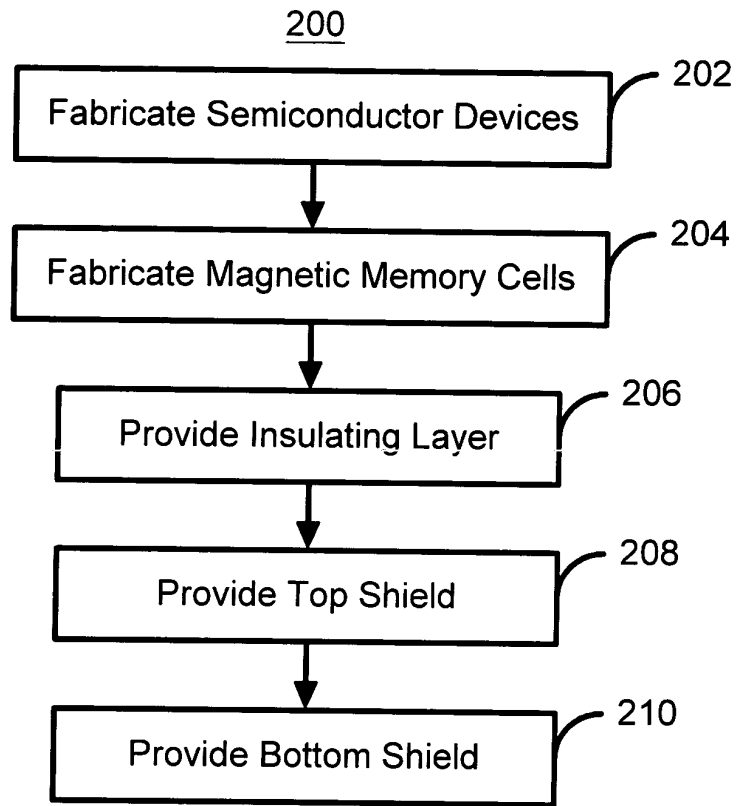 200
Fabricate Semiconductor Devices
202
Fabricate Magnetic Memory Cells
204
Provide Insulating Layer
206
Provide Top Shield
208
Provide Bottom Shield
210